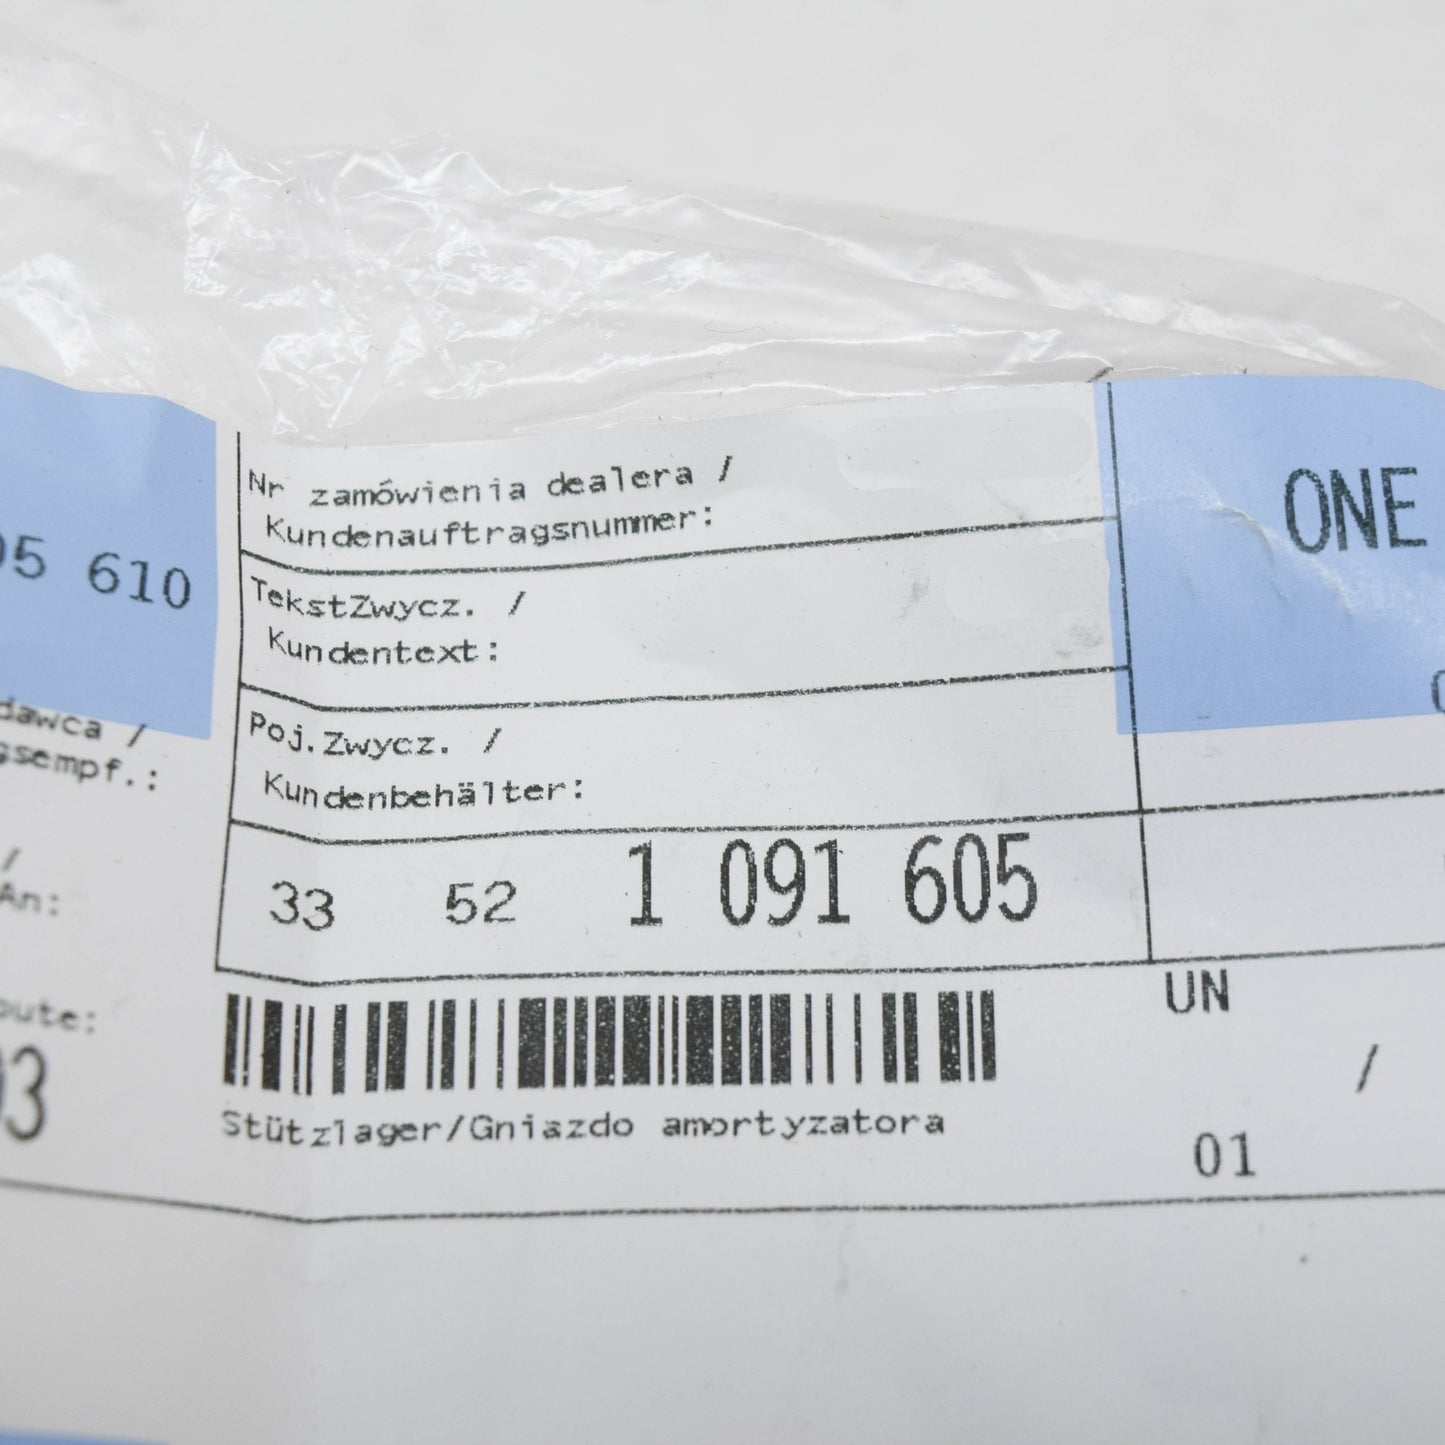 05 610
dawca /
gsempf.:
/
An:
oute:
03
Nr zamówienia dealera /
Kundenauftragsnummer:
TekstZwycz. /
Kundentext:
Poj.Zwycz. /
Kundenbehälter:
33 52 1 091 605
Stützlager/Gniazdo amortyzatora
ONE
UN
/
01